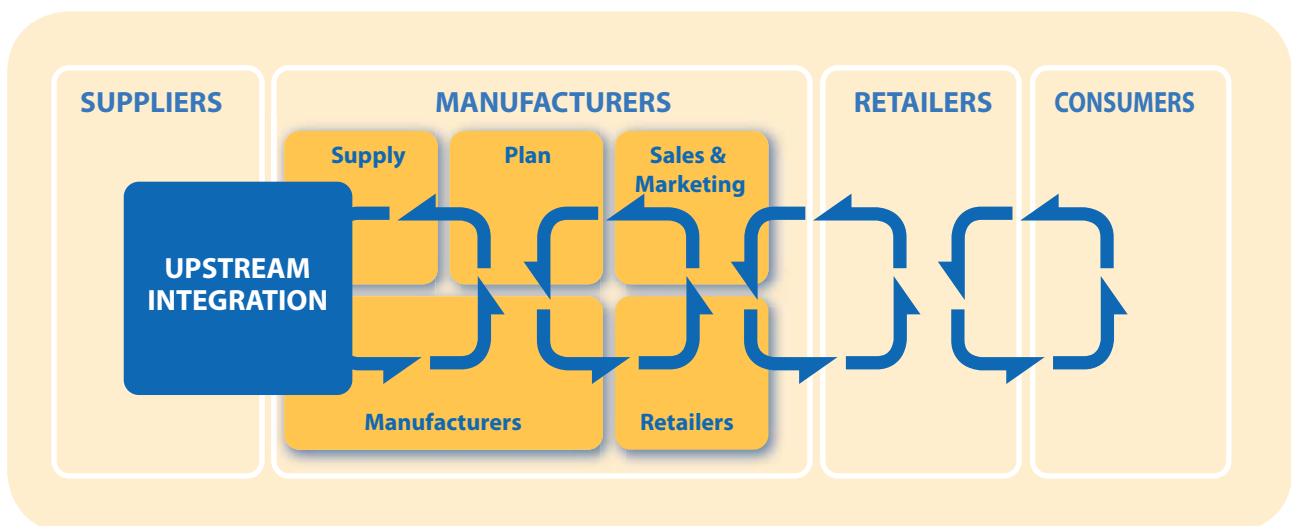 SUPPLIERS
MANUFACTURERS
RETAILERS
CONSUMERS
Supply
Plan
Sales &
Marketing
UPSTREAM
INTEGRATION
Manufacturers
Retailers